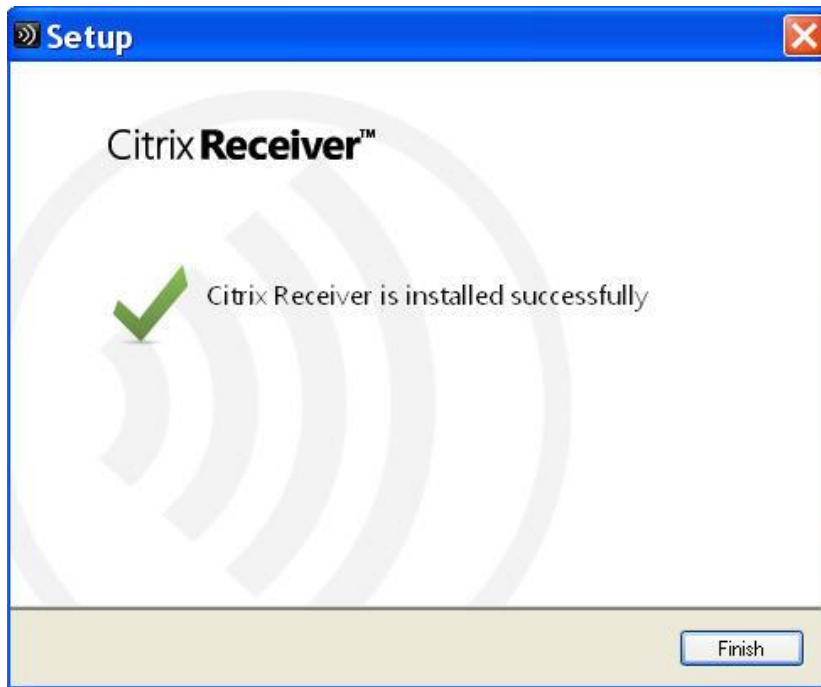 Setup
Citrix Receiver™
Citrix Receiver is installed successfully
Finish